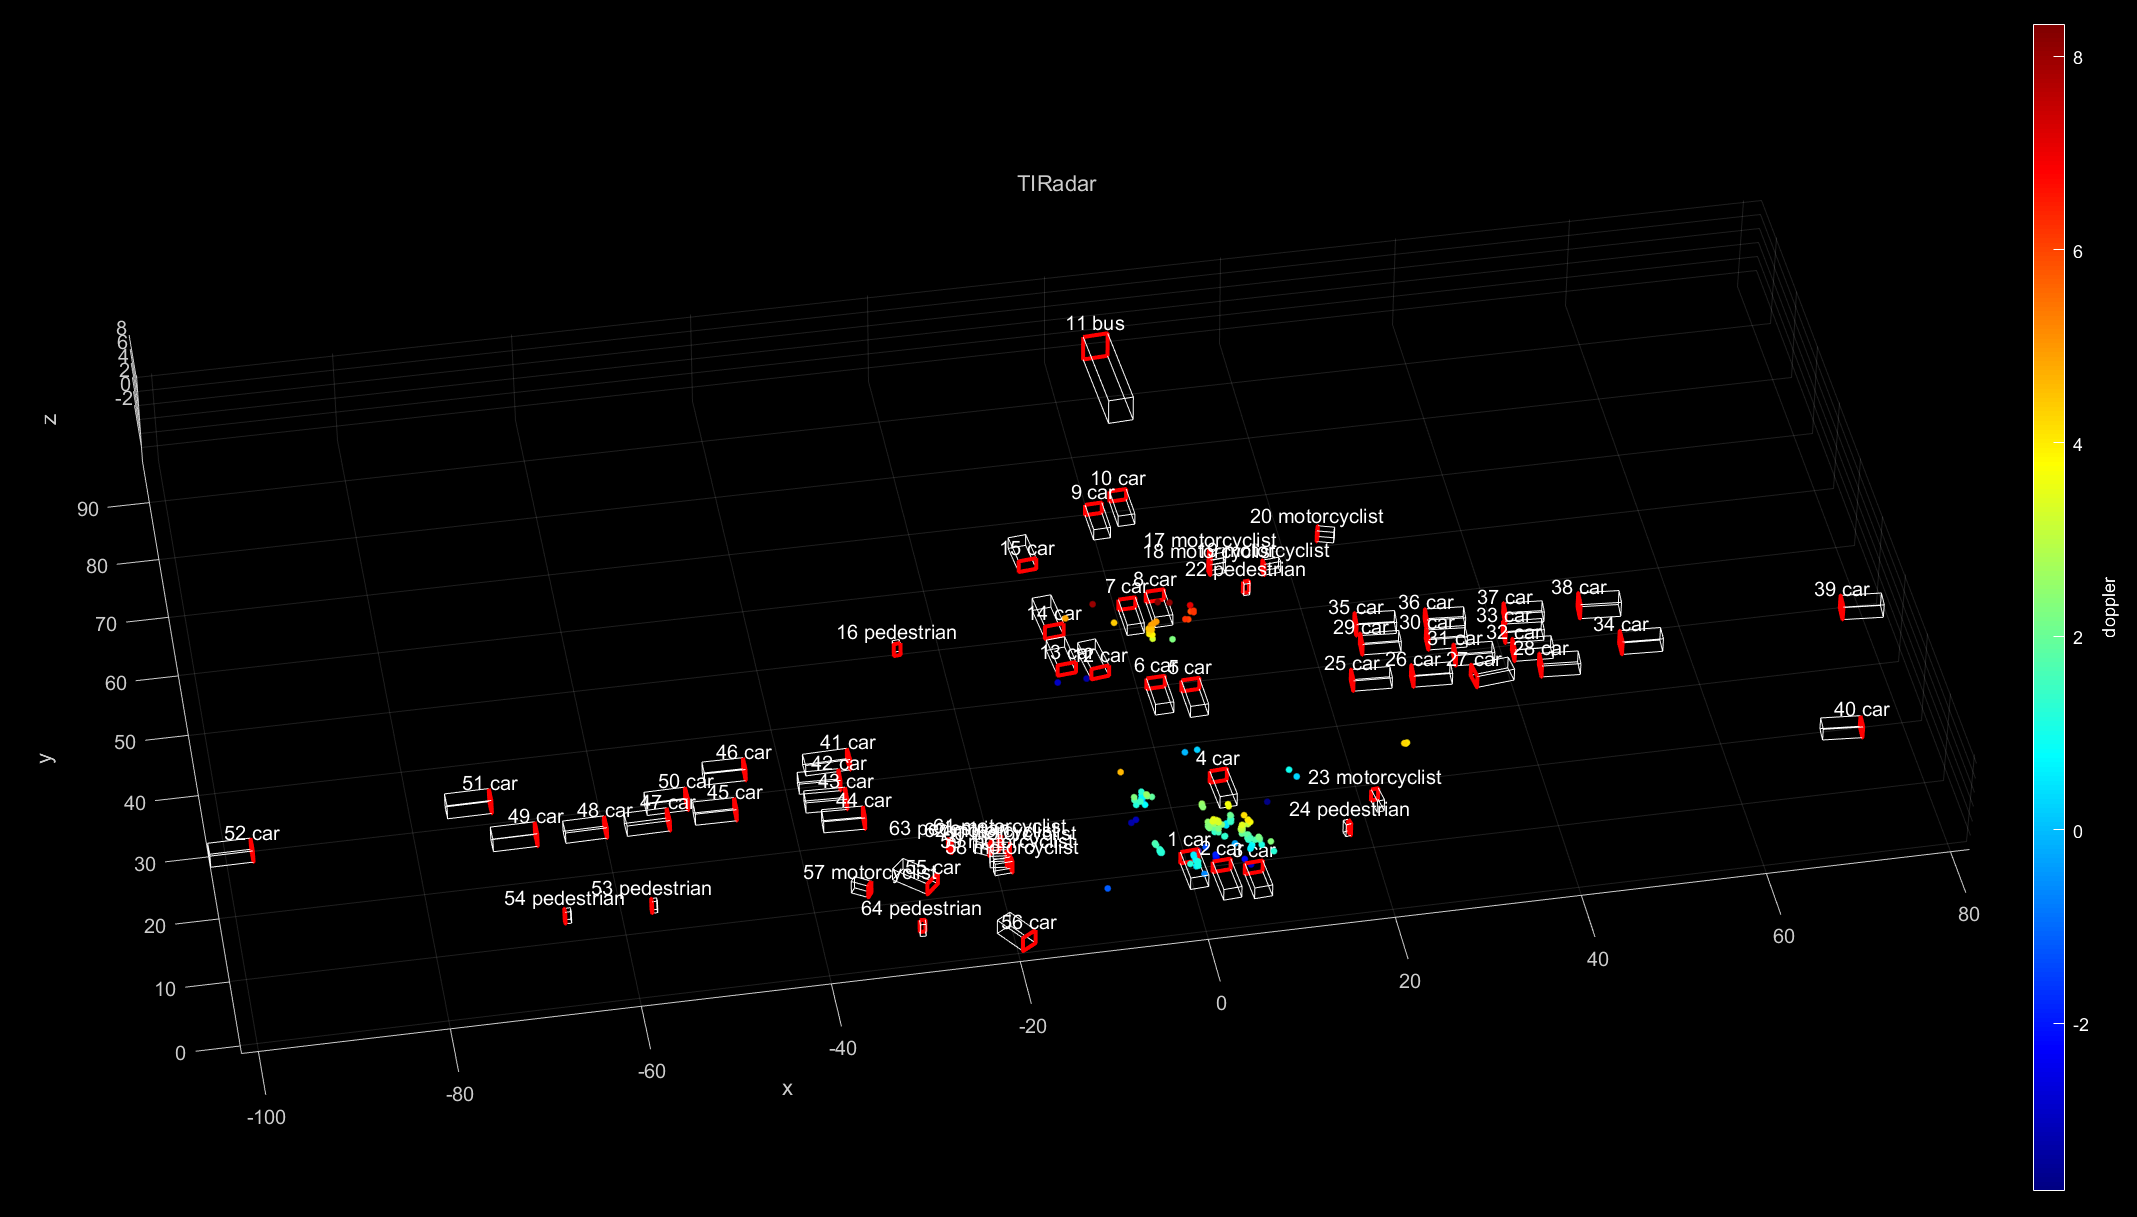 TIRadar
11 bus
10 car
9 car
15 car
20 motorcyclist
17 motorcyclist
18 motorcyclist
19 motorcyclist
22 pedestrian
7 car
8 car
14 car
16 pedestrian
13 car
12 car
6 car
5 car
35 car
36 car
37 car
38 car
39 car
29 car
30 car
33 car
34 car
31 car
32 car
25 car
26 car
27 car
28 car
40 car
4 car
23 motorcyclist
24 pedestrian
1 car
2 car
3 car
41 car
42 car
43 car
44 car
46 car
45 car
50 car
47 car
48 car
49 car
51 car
52 car
61 motorcyclist
63 pedestrian
58 motorcyclist
57 motorcyclist
55 car
53 pedestrian
54 pedestrian
64 pedestrian
56 car
z
8
6
4
2
0
-2
y
90
80
70
60
50
40
30
20
10
0
x
-100
-80
-60
-40
-20
0
20
40
60
80
doppler
8
6
4
2
0
-2